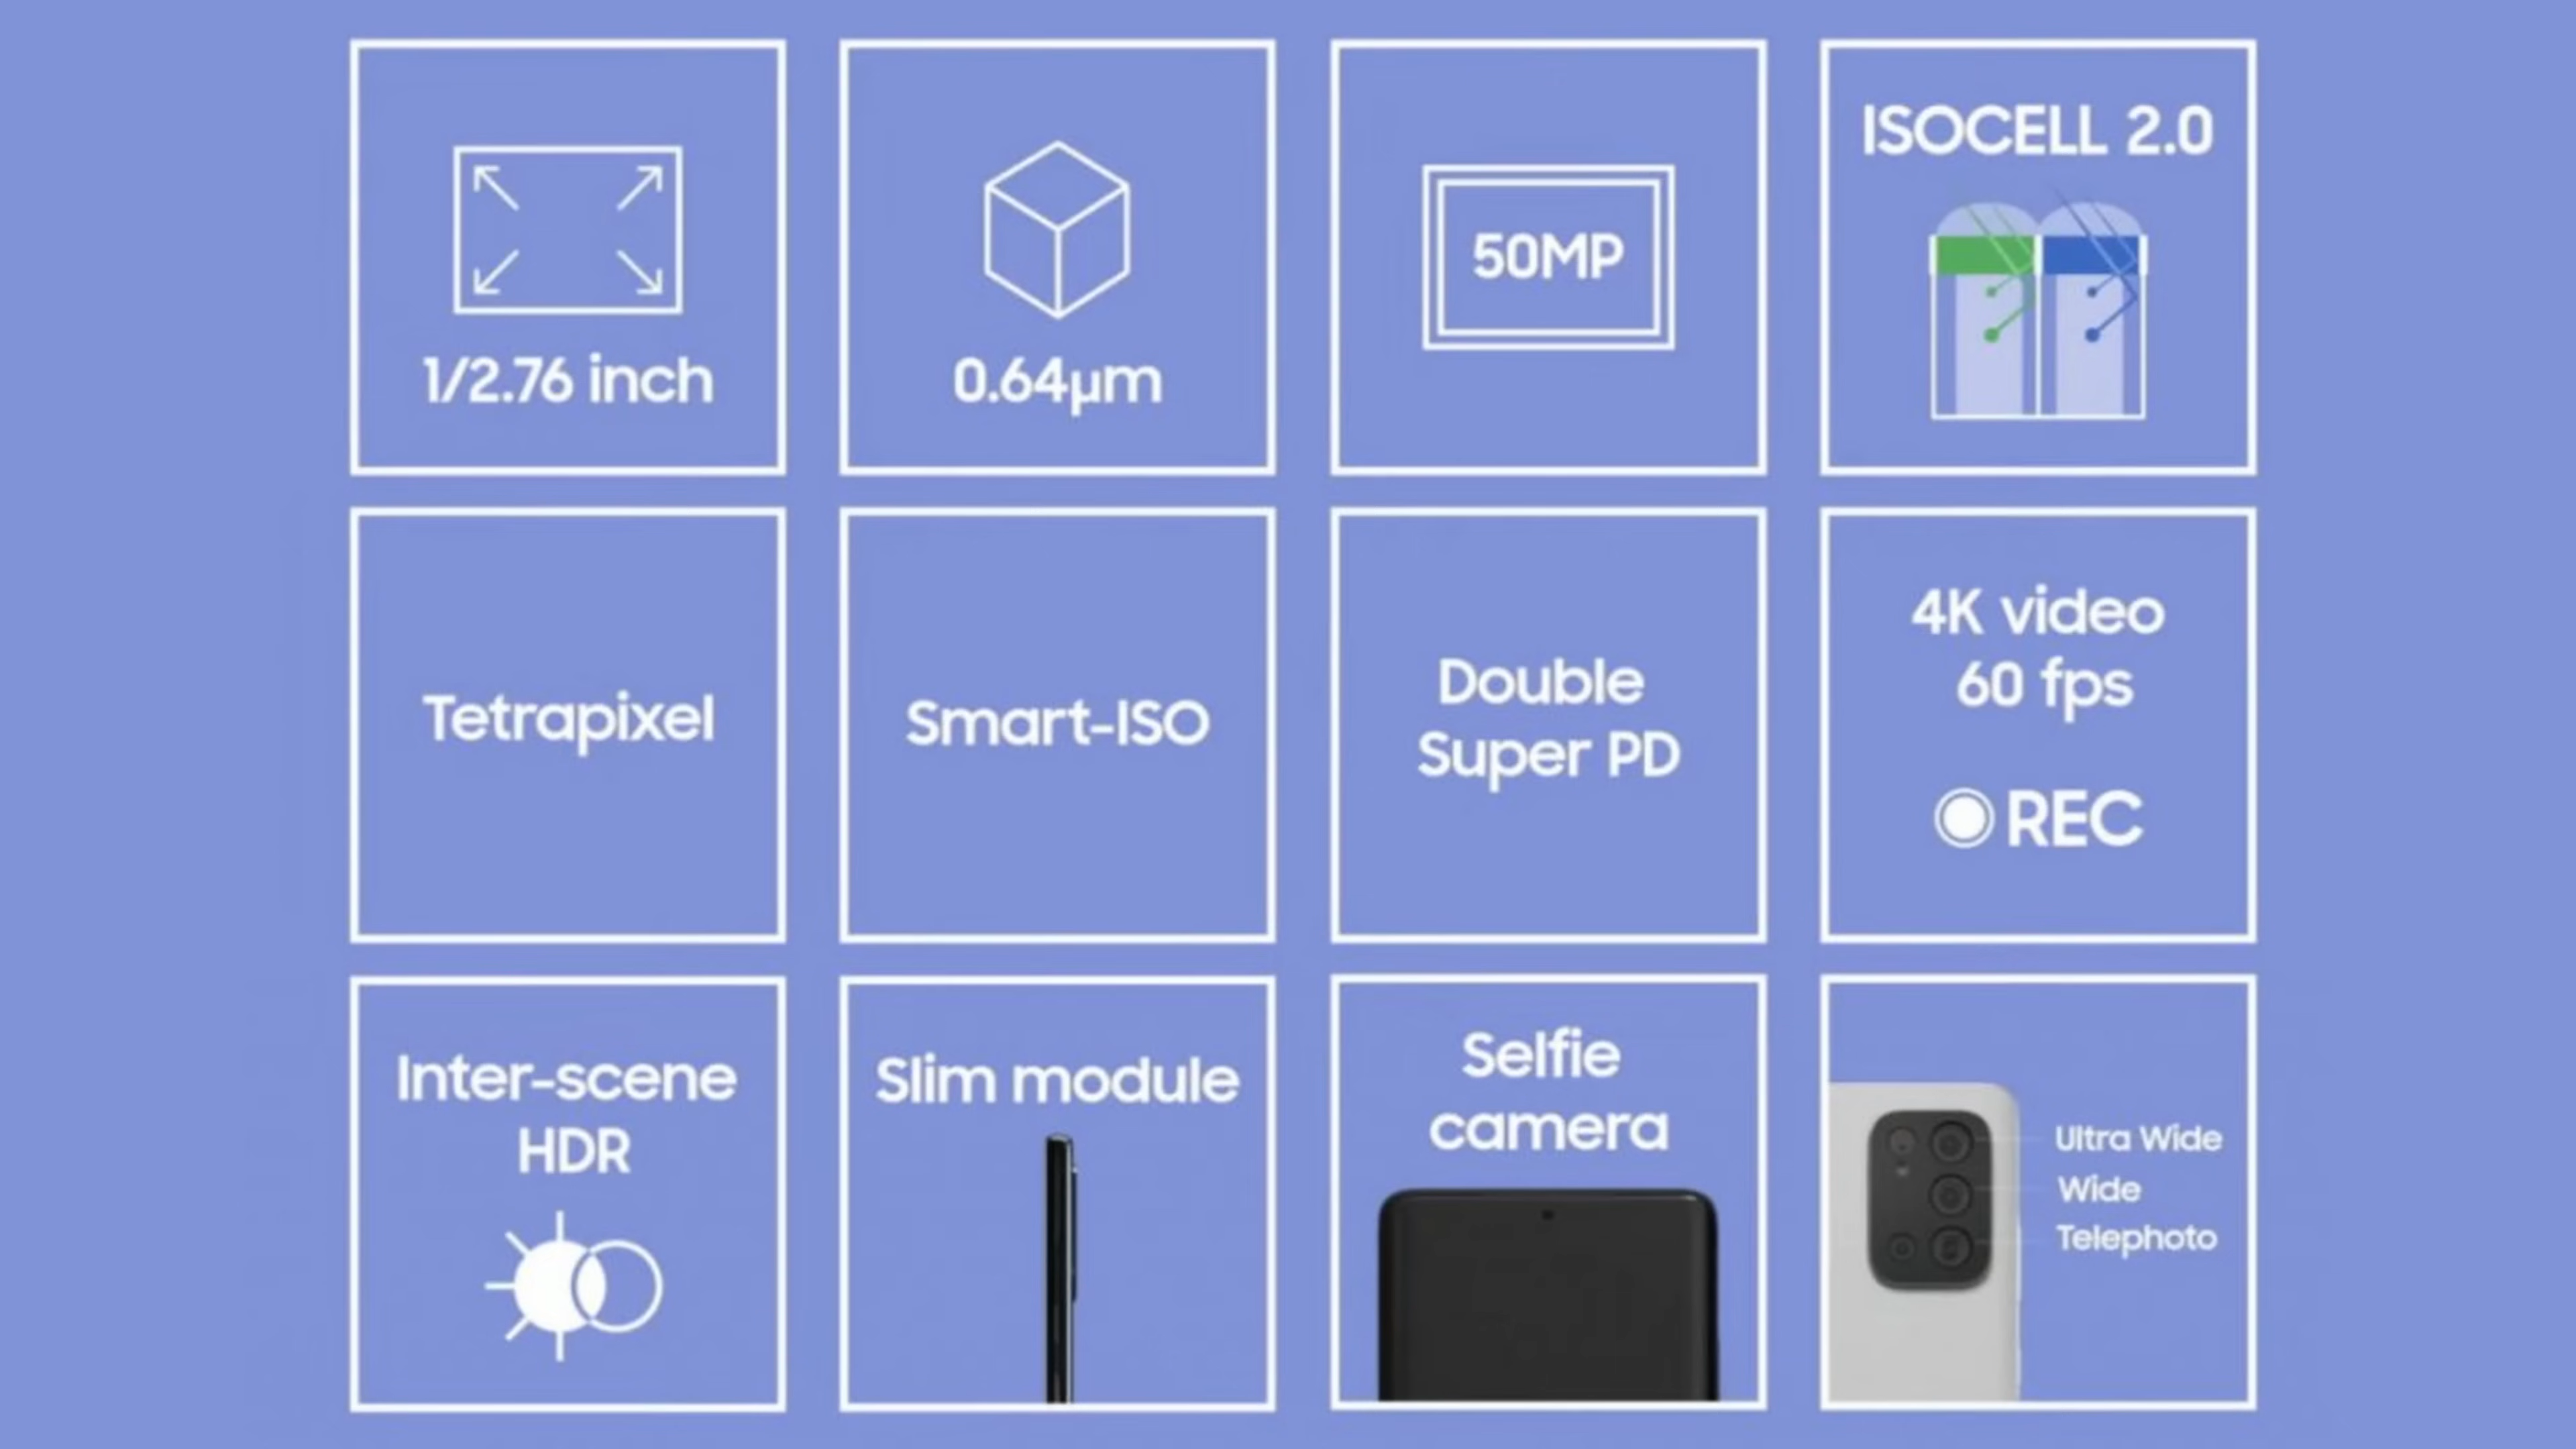 1/2.76 inch
0.64μm
50MP
ISOCELL 2.0
Tetrapixel
Smart-ISO
Double
Super PD
4K video
60 fps
REC
Inter-scene
HDR
Slim module
Selfie
camera
Ultra Wide
Wide
Telephoto